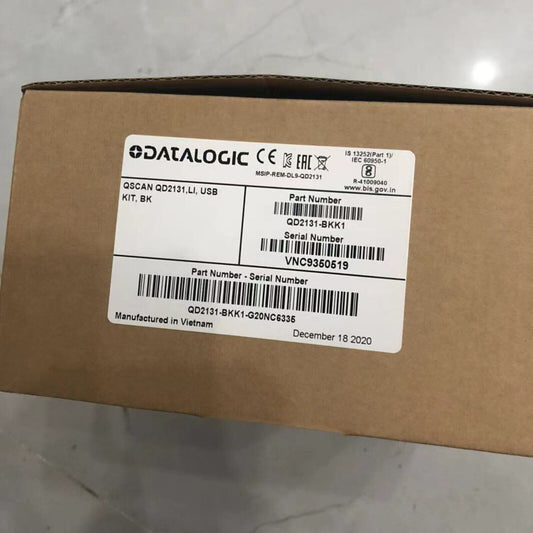 DATALOGIC
CE
EAC
MSIP-REM-DL9-QD2131
IS 13252(Part 1)/
IEC 60950-1
R-41009040
www.bis.gov.in
QSCAN QD2131,LI, USB
KIT, BK
Part Number
QD2131-BKK1
Serial Number
VNC9350519
Part Number - Serial Number
QD2131-BKK1-G20NC6335
Manufactured in Vietnam
December 18 2020